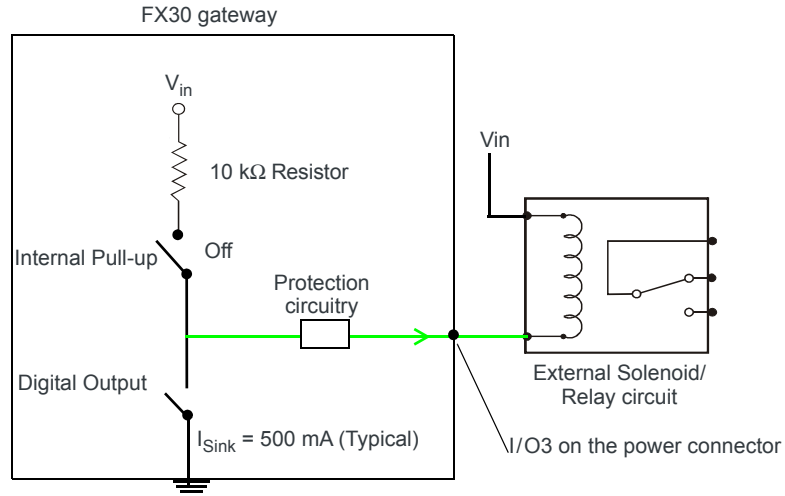 FX30 gateway
Vin
10 kΩ Resistor
Internal Pull-up
Off
Protection
circuitry
Digital Output
ISink = 500 mA (Typical)
Vin
External Solenoid/
Relay circuit
I/O3 on the power connector